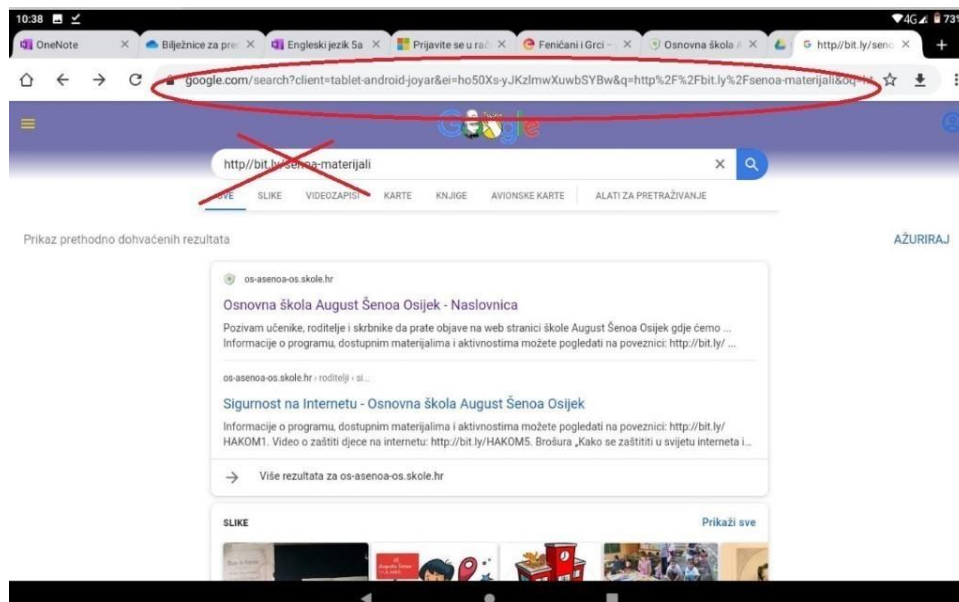 10:38 4G 73%
OneNote Bilježnice za pre Engleski jezik 5a Prijavite se u rač Feničani i Grci – Osnovna škola A http//bit.ly/seno
google.com/search?client=tablet-android-joyar&ei=ho50Xs-yJKzlmwXuwbSYBw&q=http%2F%2Fbit.ly%2Fsenoa-materijali&oq=ht
Google
http//bit.ly/senoa-materijali
SVE SLIKE VIDEOZAPISI KARTE KNJIGE AVIONSKE KARTE ALATI ZA PRETRAŽIVANJE
Prikaz prethodno dohvaćenih rezultata AŽURIRAJ
os-asenoa-os.skole.hr
Osnovna škola August Šenoa Osijek - Naslovnica
Pozivam učenike, roditelje i skrbnike da prate objave na web stranici škole August Šenoa Osijek gdje ćemo ...
Informacije o programu, dostupnim materijalima i aktivnostima možete pogledati na poveznici: http://bit.ly/ ...
os-asenoa-os.skole.hr › roditelji › si...
Sigurnost na Internetu - Osnovna škola August Šenoa Osijek
Informacije o programu, dostupnim materijalima i aktivnostima možete pogledati na poveznici: http://bit.ly/
HAKOM1. Video o zaštiti djece na internetu: http://bit.ly/HAKOM5. Brošura „Kako se zaštititi u svijetu interneta i...
Više rezultata za os-asenoa-os.skole.hr
SLIKE Prikaži sve